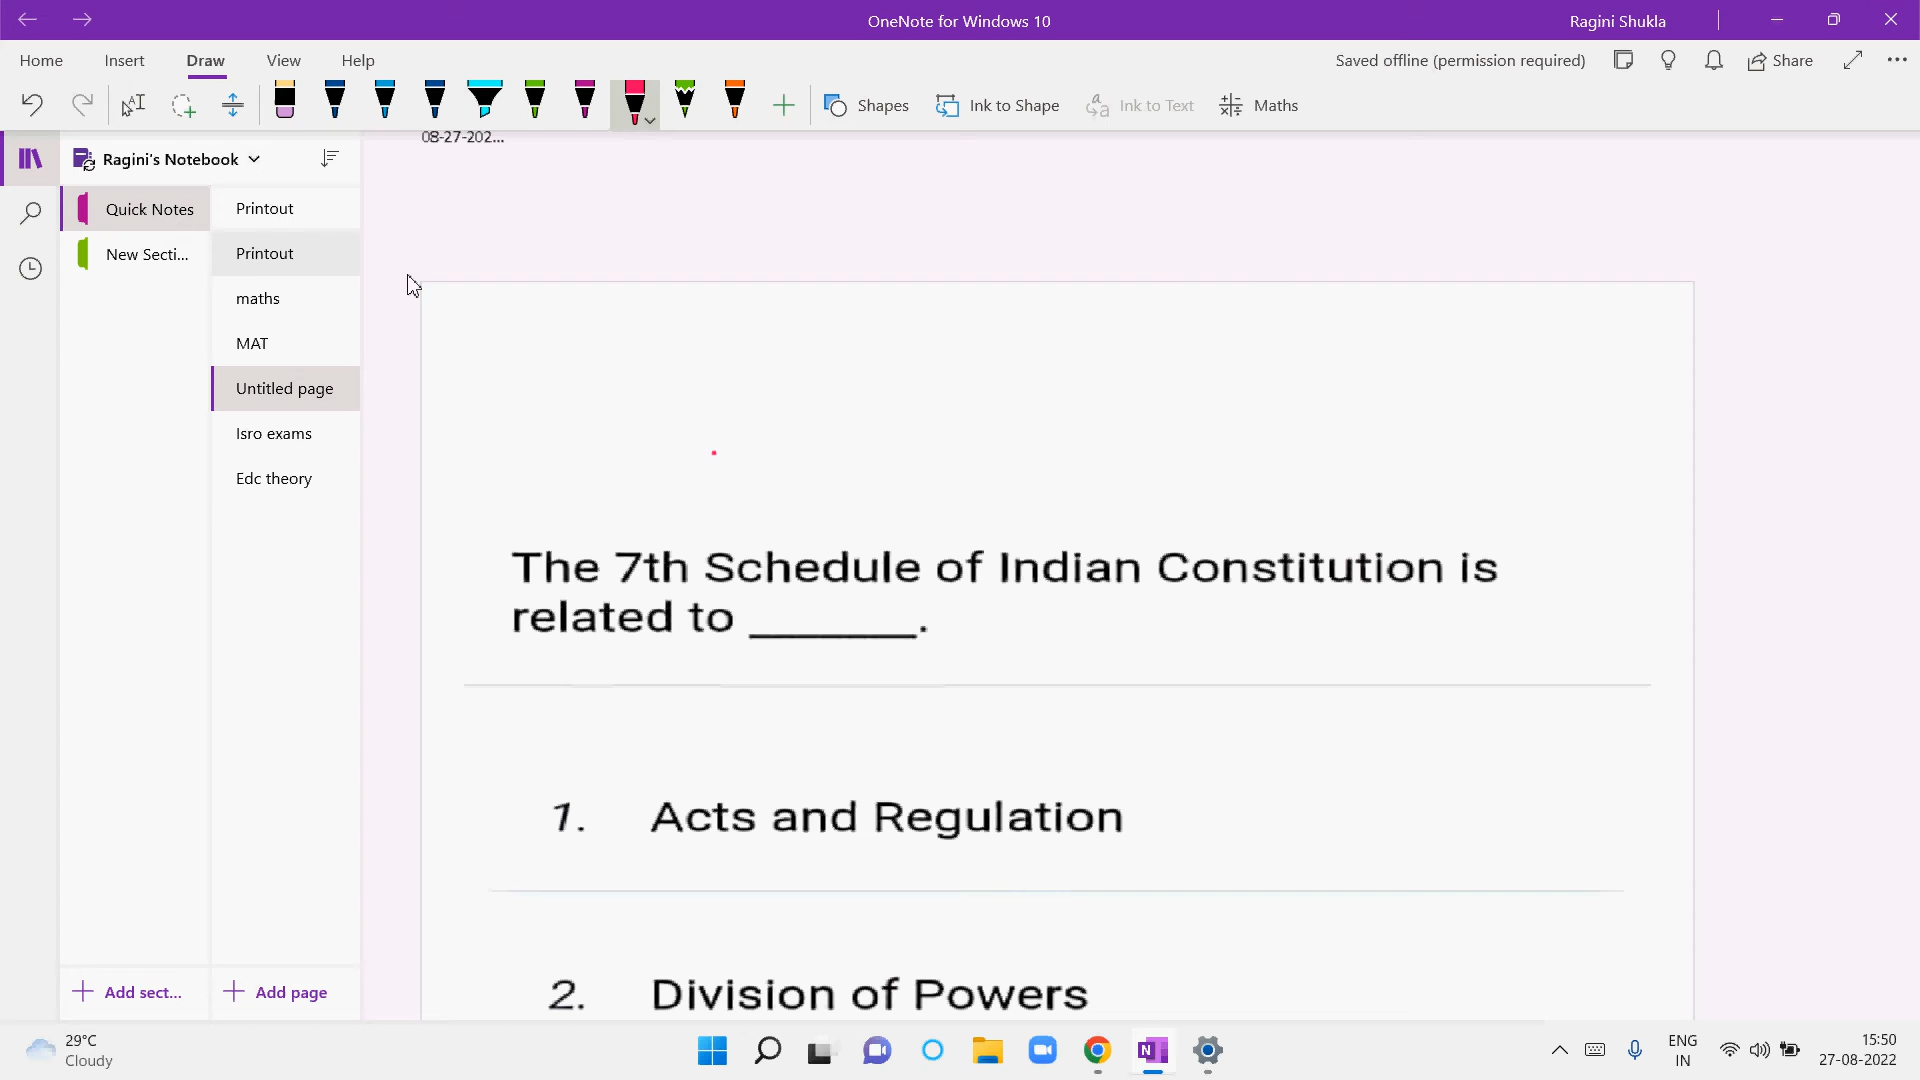 OneNote for Windows 10
Ragini Shukla
Home
Insert
Draw
View
Help
Saved offline (permission required)
Share
Shapes
Ink to Shape
Ink to Text
Maths
08-27-202...
Ragini's Notebook
Quick Notes
New Secti...
Printout
Printout
maths
MAT
Untitled page
Isro exams
Edc theory
The 7th Schedule of Indian Constitution is
related to _______.
1. Acts and Regulation
2. Division of Powers
Add sect...
Add page
29°C
Cloudy
ENG
IN
15:50
27-08-2022